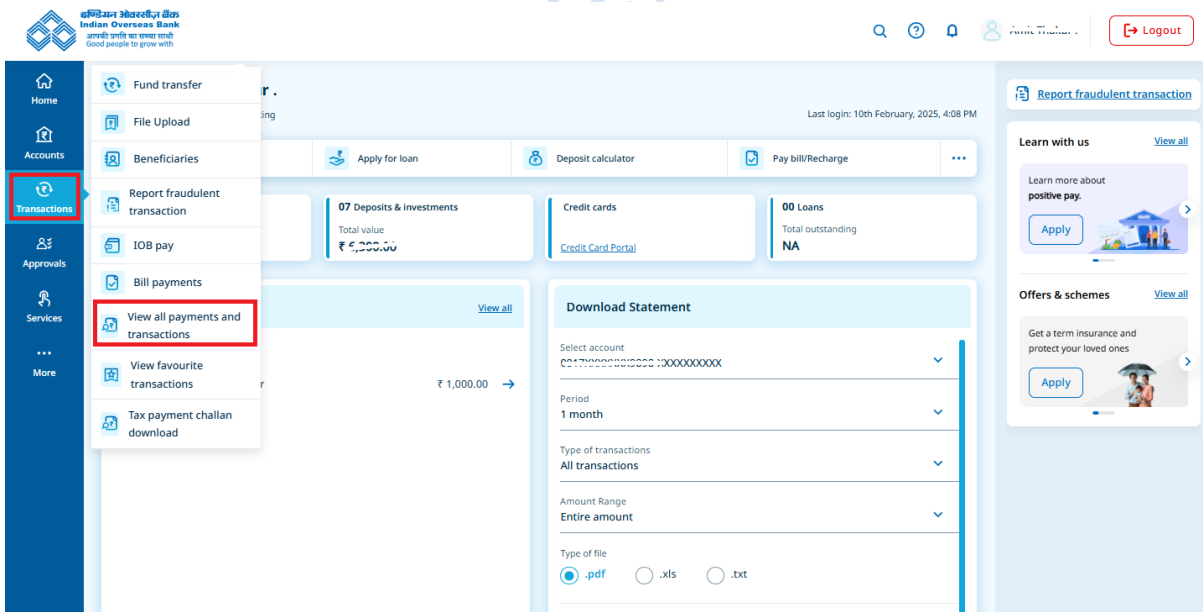 इण्डियन ओवरसीज़ बैंक
Indian Overseas Bank
आपकी प्रगति का सच्चा साथी
Good people to grow with
Logout
Home
Accounts
Transactions
Approvals
Services
More
Fund transfer
File Upload
Beneficiaries
Report fraudulent
transaction
IOB pay
Bill payments
View all payments and
transactions
View favourite
transactions
Tax payment challan
download
r .
Last login: 10th February, 2025, 4:08 PM
Apply for loan
Deposit calculator
Pay bill/Recharge
07 Deposits & investments
Total value
₹
Credit cards
Credit Card Portal
00 Loans
Total outstanding
NA
View all
r
₹ 1,000.00
Download Statement
Select account
Period
1 month
Type of transactions
All transactions
Amount Range
Entire amount
Type of file
.pdf
.xls
.txt
Report fraudulent transaction
Learn with us
View all
Learn more about
positive pay.
Apply
Offers & schemes
View all
Get a term insurance and
protect your loved ones
Apply